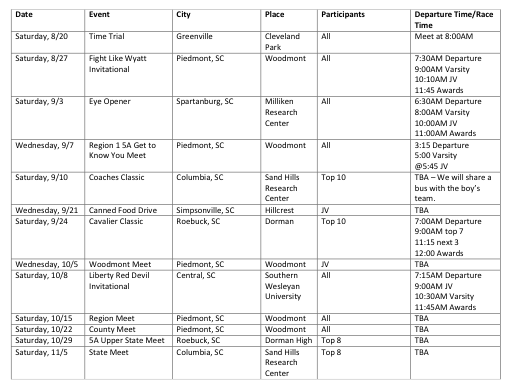 Date Event City Place Participants Departure Time/Race
Time
Saturday, 8/20 Time Trial Greenville Cleveland All Meet at 8:00AM
Park
Saturday, 8/27 Fight Like Wyatt Piedmont, SC Woodmont All 7:30AM Departure
Invitational 9:00AM Varsity
10:10AM JV
11:45 Awards
Saturday, 9/3 Eye Opener Spartanburg, SC Milliken All 6:30AM Departure
Research 8:00AM Varsity
Center 10:00AM JV
11:00AM Awards
Wednesday, 9/7 Region 1 5A Get to Piedmont, SC Woodmont All 3:15 Departure
Know You Meet 5:00 Varsity
@5:45 JV
Saturday, 9/10 Coaches Classic Columbia, SC Sand Hills Top 10 TBA – We will share a
Research bus with the boy's
Center team.
Wednesday, 9/21 Canned Food Drive Simpsonville, SC Hillcrest JV TBA
Saturday, 9/24 Cavalier Classic Roebuck, SC Dorman Top 10 7:00AM Departure
9:00AM top 7
11:15 next 3
12:00 Awards
Wednesday, 10/5 Woodmont Meet Piedmont, SC Woodmont JV TBA
Saturday, 10/8 Liberty Red Devil Central, SC Southern All 7:15AM Departure
Invitational Wesleyan 9:00AM JV
University 10:30AM Varsity
11:45AM Awards
Saturday, 10/15 Region Meet Piedmont, SC Woodmont All TBA
Saturday, 10/22 County Meet Piedmont, SC Woodmont All TBA
Saturday, 10/29 5A Upper State Meet Roebuck, SC Dorman High Top 8 TBA
Saturday, 11/5 State Meet Columbia, SC Sand Hills Top 8 TBA
Research
Center